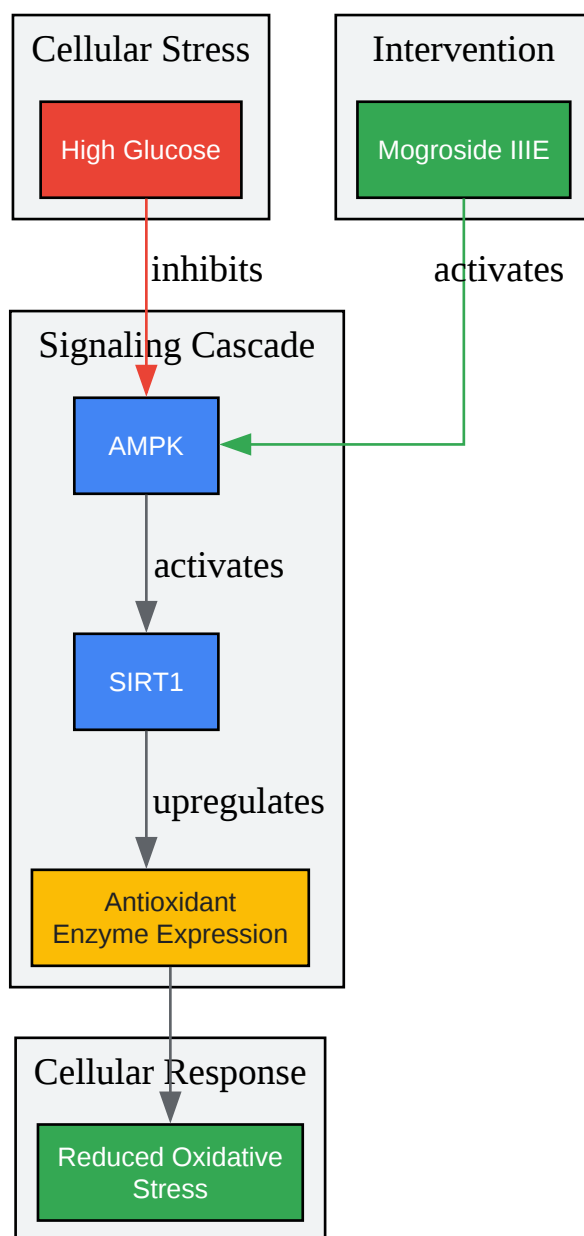 Cellular Stress
Intervention
High Glucose
Mogroside IIIE
inhibits
activates
Signaling Cascade
AMPK
activates
SIRT1
upregulates
Antioxidant
Enzyme Expression
Cellular Response
Reduced Oxidative
Stress